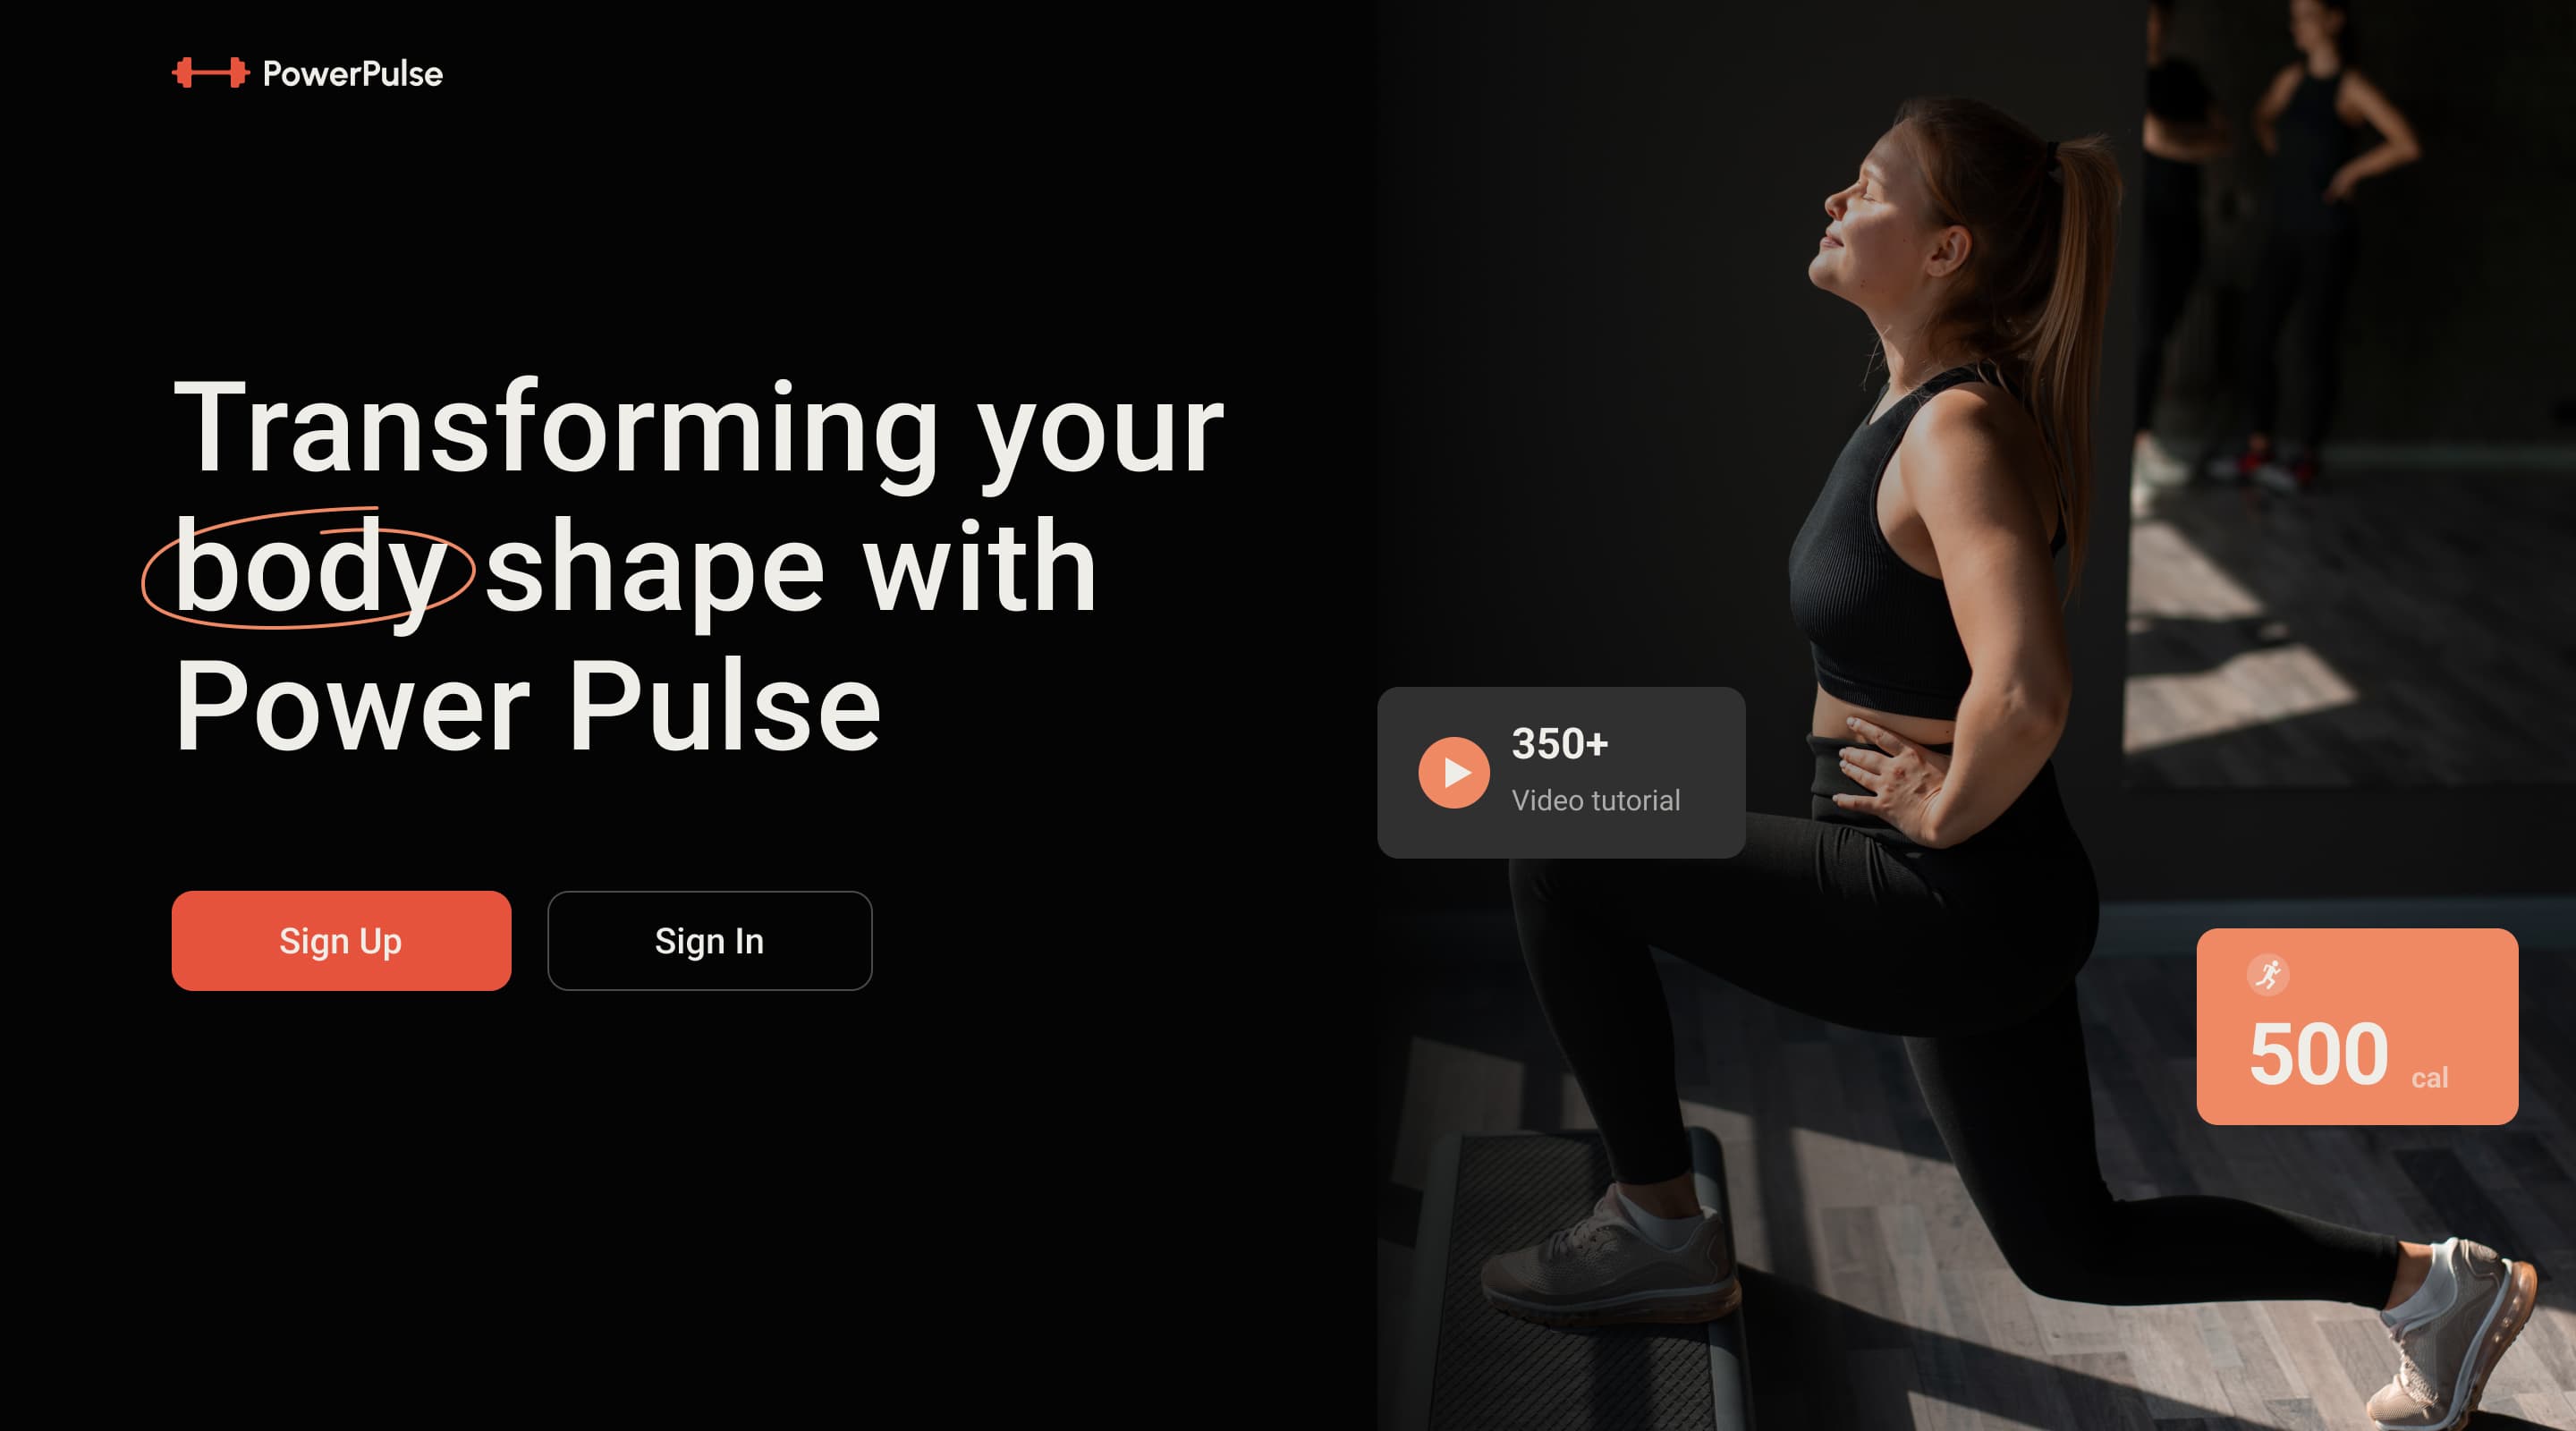 PowerPulse
Transforming your
body shape with
Power Pulse
Sign Up
Sign In
350+
Video tutorial
500 cal